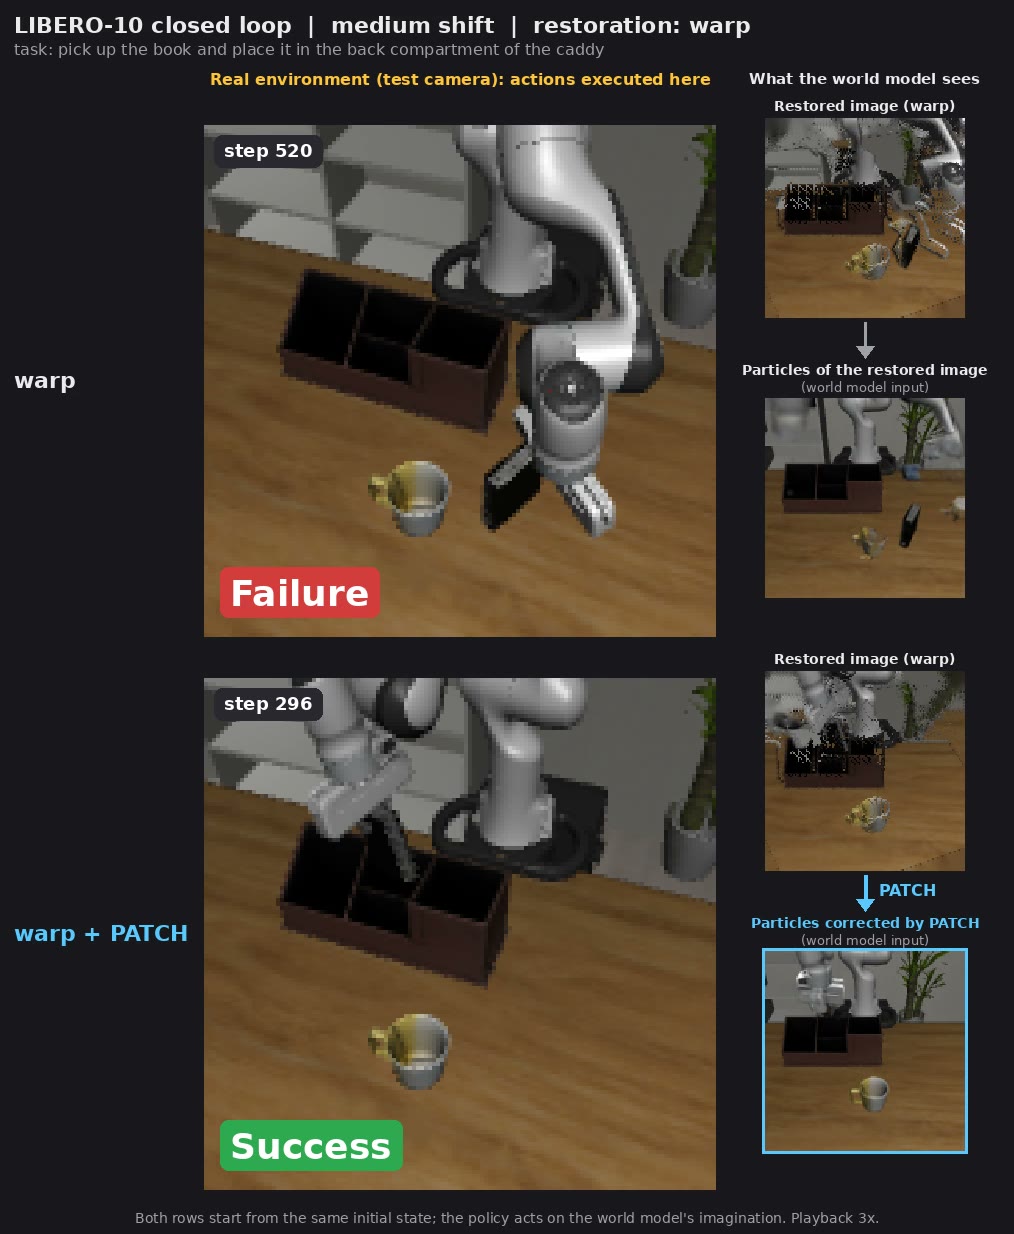 LIBERO-10 closed loop | medium shift | restoration: warp
task: pick up the book and place it in the back compartment of the caddy
Real environment (test camera): actions executed here
What the world model sees
Restored image (warp)
step 520
Particles of the restored image
(world model input)
warp
Failure
Restored image (warp)
step 296
PATCH
Particles corrected by PATCH
(world model input)
warp + PATCH
Success
Both rows start from the same initial state; the policy acts on the world model's imagination. Playback 3x.